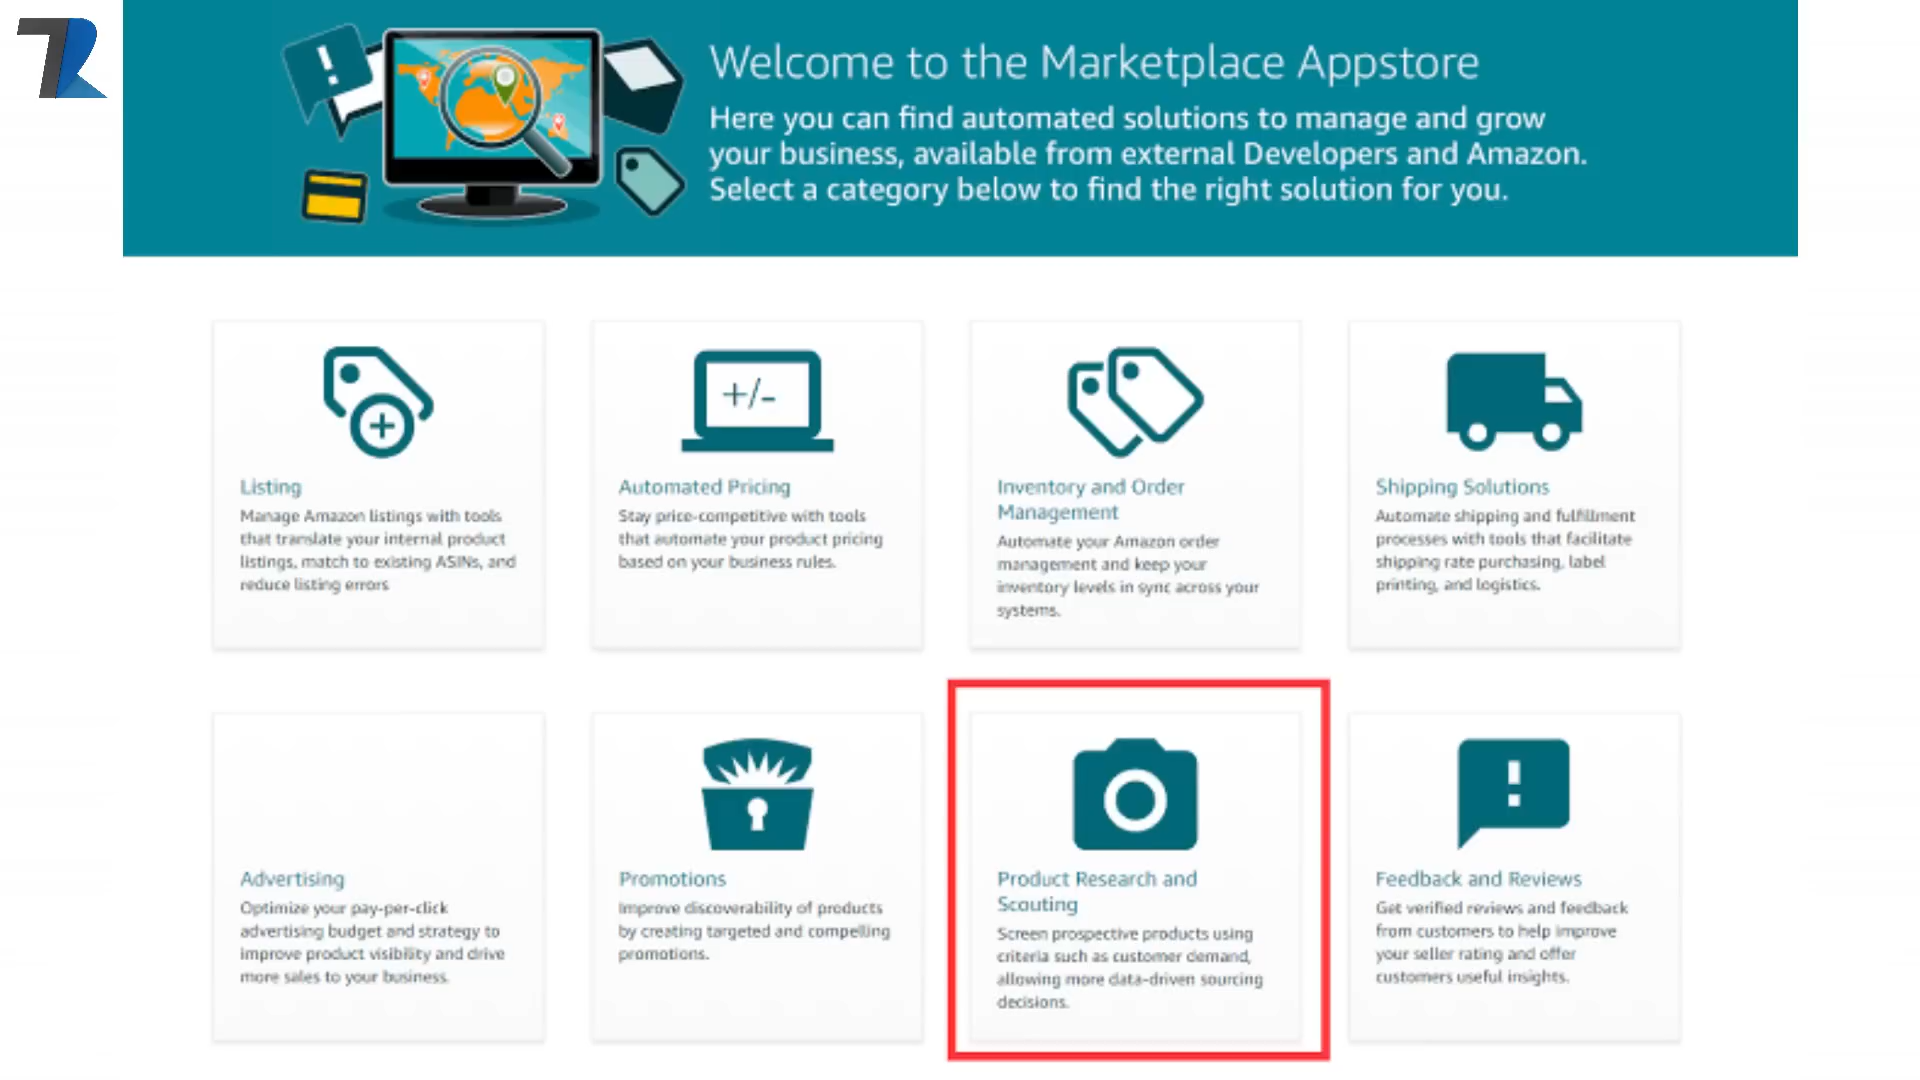 Welcome to the Marketplace Appstore
Here you can find automated solutions to manage and grow
your business, available from external Developers and Amazon.
Select a category below to find the right solution for you.
+/-
Listing
Manage Amazon listings with tools
that translate your internal product
listings, match to existing ASINs, and
reduce listing errors
Automated Pricing
Stay price-competitive with tools
that automate your product pricing
based on your business rules.
Inventory and Order
Management
Automate your Amazon order
management and keep your
inventory levels in sync across your
systems.
Shipping Solutions
Automate shipping and fulfillment
processes with tools that facilitate
shipping rate purchasing, label
printing, and logistics.
Advertising
Optimize your pay-per-click
advertising budget and strategy to
improve product visibility and drive
more sales to your business.
Promotions
Improve discoverability of products
by creating targeted and compelling
promotions.
Product Research and
Scouting
Screen prospective products using
criteria such as customer demand,
allowing more data-driven sourcing
decisions.
Feedback and Reviews
Get verified reviews and feedback
from customers to help improve
your seller rating and offer
customers useful insights.